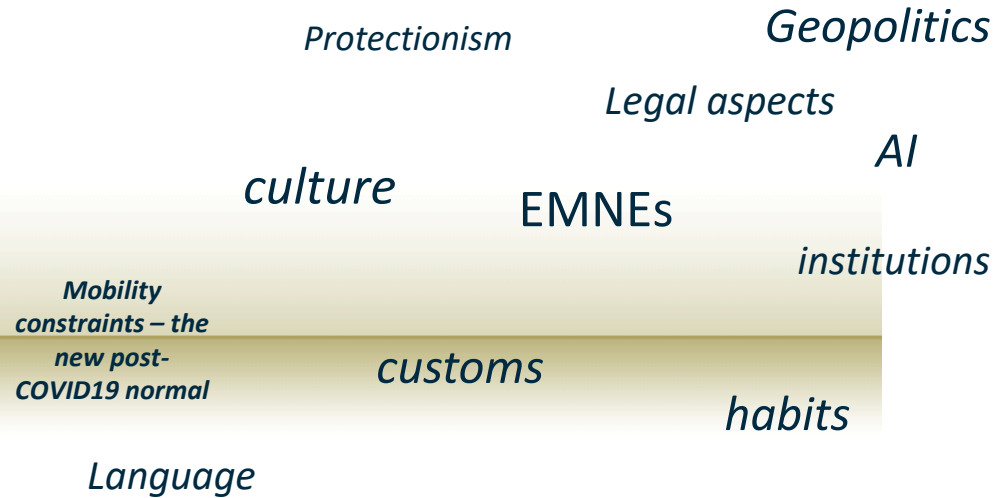 Geopolitics
Protectionism
Legal aspects
AI
culture
EMNEs
institutions
Mobility
constraints – the
new post-
COVID19 normal
customs
habits
Language